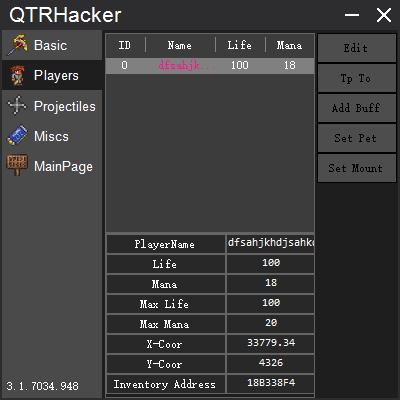 QTRHacker
Basic
Players
Projectiles
Miscs
MainPage
3.1.7034.948
ID Name Life Mana
0 dfsahjk... 100 18
PlayerName dfsahjkhdjsahk
Life 100
Mana 18
Max Life 100
Max Mana 20
X-Coor 33779.34
Y-Coor 4326
Inventory Address 18B338F4
Edit
Tp To
Add Buff
Set Pet
Set Mount